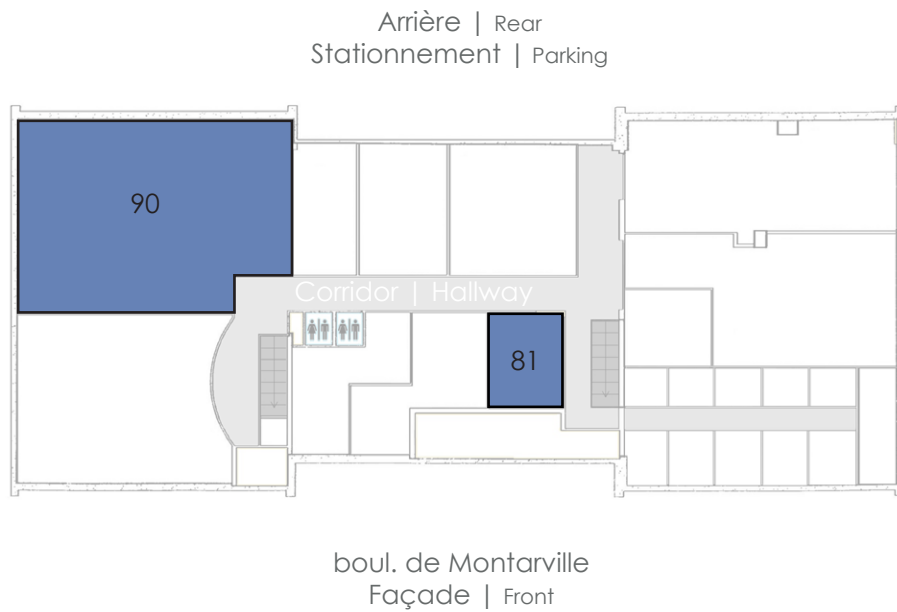 Arrière | Rear
Stationnement | Parking
90
Corridor | Hallway
81
boul. de Montarville
Façade | Front